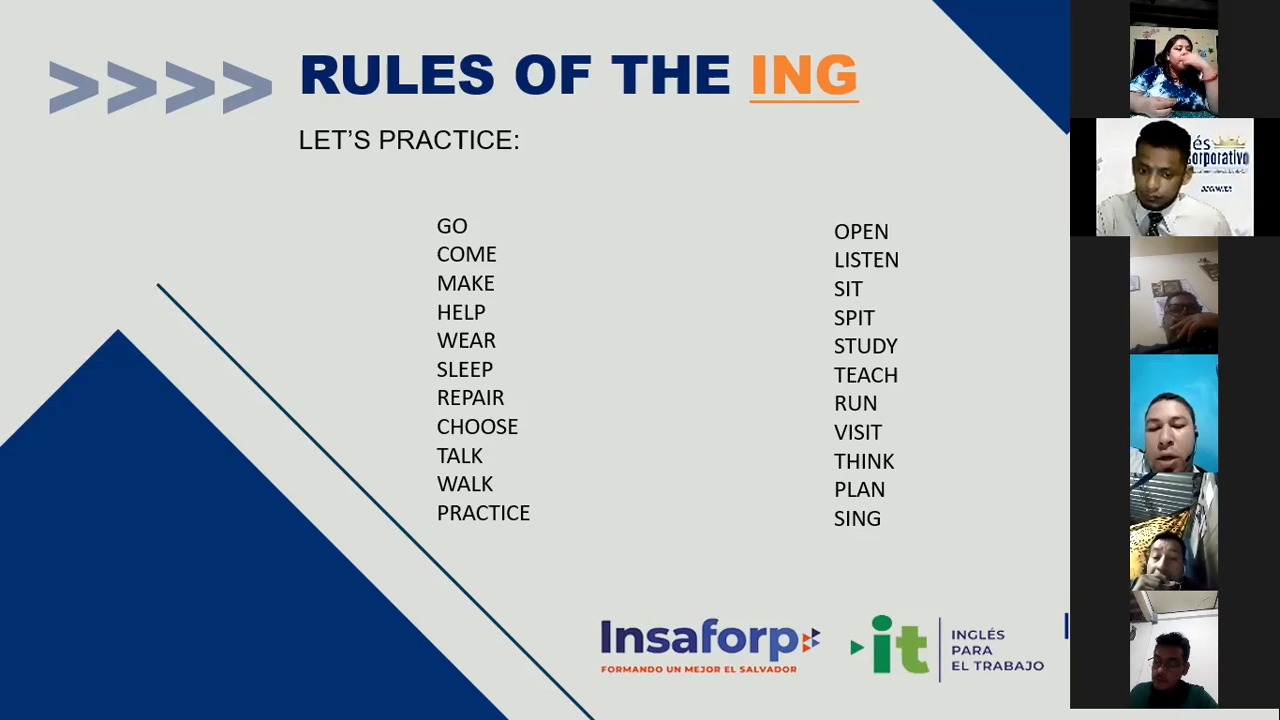 >>>> RULES OF THE ING
LET'S PRACTICE:
GO
COME
MAKE
HELP
WEAR
SLEEP
REPAIR
CHOOSE
TALK
WALK
PRACTICE
OPEN
LISTEN
SIT
SPIT
STUDY
TEACH
RUN
VISIT
THINK
PLAN
SING
Insaforp
FORMANDO UN MEJOR EL SALVADOR
it
INGLÉS
PARA
EL TRABAJO
és
orporativo